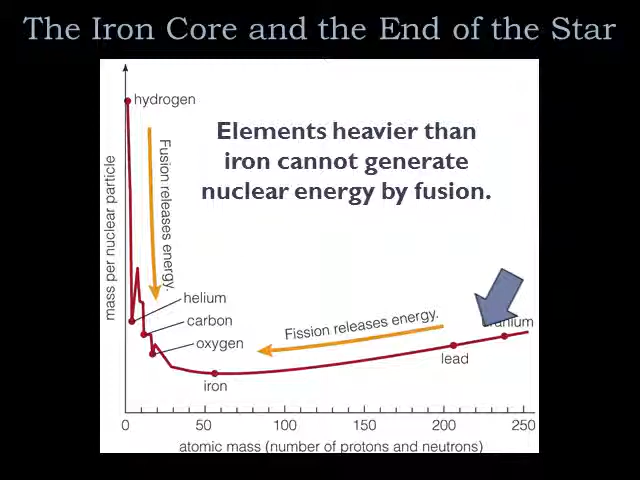 The Iron Core and the End of the Star
hydrogen
Elements heavier than
iron cannot generate
nuclear energy by fusion.
Fusion releases energy.
mass per nuclear particle
helium
carbon
oxygen
Fission releases energy.
lead
iron
0 50 100 150 200 250
atomic mass (number of protons and neutrons)